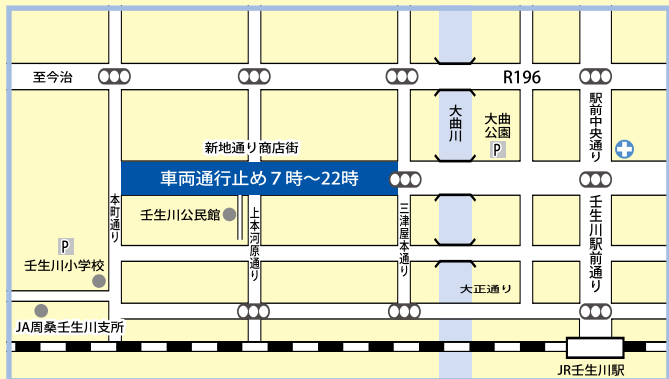 至今治
R196
駅前中央通り
大曲川
大曲
公園
P
新地通り商店街
車両通行止め７時～22時
本町通り
壬生川公民館
上本河原通り
三津屋本通り
壬生川駅前通り
P
壬生川小学校
大正通り
JA周桑壬生川支所
JR壬生川駅